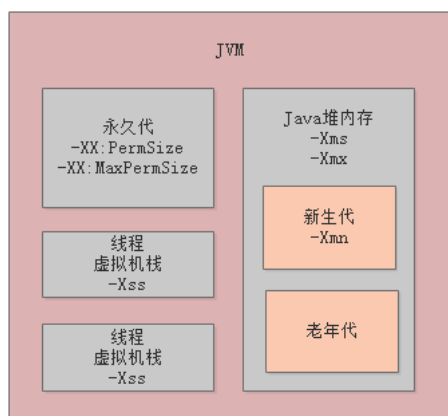 JVM
永久代
-XX:PermSize
-XX:MaxPermSize
线程
虚拟机栈
-Xss
线程
虚拟机栈
-Xss
Java堆内存
-Xms
-Xmx
新生代
-Xmn
老年代